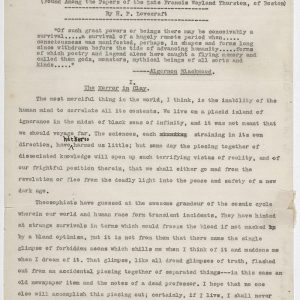 (Found Among the Papers of the Late Francis Wayland Thurston, of Boston)
By H. P. Lovecraft
"Of such great powers or beings there may be conceivably a
survival....a survival of a hugely remote period when....
consciousness was manifested, perhaps, in shapes and forms long
since withdrawn before the tide of advancing humanity....forms
of which poetry and legend alone have caught a flying memory and
called them gods, monsters, mythical beings of all sorts and
kinds....
Algernon Blackwood.
I.
The Horror in Clay.
The most merciful thing in the world, I think, is the inability of the human
mind to correlate all its contents. We live on a placid island of
ignorance in the midst of black seas of infinity, and it was not meant that
we should voyage far. The sciences, each straining in its own
hitherto
direction, have harmed us little; but some day the piecing together of
dissociated knowledge will open up such terrifying vistas of reality, and of
our frightful position therein, that we shall either go mad from the
revelation or flee from the deadly light into the peace and safety of a new
dark age.
Theosophists have guessed at the awesome grandeur of the cosmic cycle
wherein our world and human race form transient incidents. They have hinted
at strange survivals in terms which would freeze the blood if not masked
by a bland optimism. But it is not from them that there came the single
glimpse of forbidden aeons which chills me when I think of it and maddens me
when I dream of it. That glimpse, like all dread glimpses of truth, flashed
out from an accidental piecing together of separated things---in this case an
old newspaper item and the notes of a dead professor. I hope that no one
else will accomplish this piecing out; certainly, if I live, I shall never